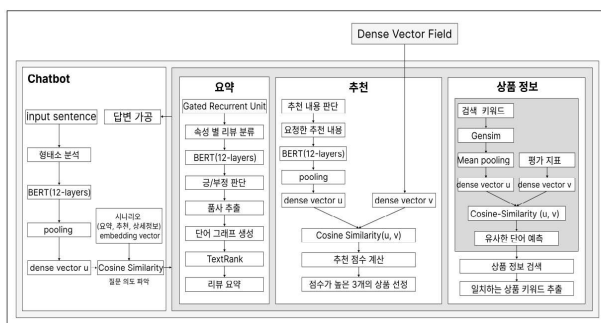 Dense Vector Field
Chatbot
input sentence
답변 가공
형태소 분석
BERT(12-layers)
시나리오
(요약, 추천, 상세정보)
embedding vector
pooling
dense vector u
Cosine Similarity
질문 의도 파악
요약
Gated Recurrent Unit
속성 별 리뷰 분류
BERT(12-layers)
긍/부정 판단
품사 추출
단어 그래프 생성
TextRank
리뷰 요약
추천
추천 내용 판단
요청한 추천 내용
BERT(12-layers)
pooling
dense vector u
dense vector v
Cosine Similarity(u, v)
추천 점수 계산
점수가 높은 3개의 상품 선정
상품 정보
검색 키워드
Gensim
Mean pooling
평가 지표
dense vector u
dense vector v
Cosine-Similarity (u, v)
유사한 단어 예측
상품 정보 검색
일치하는 상품 키워드 추출